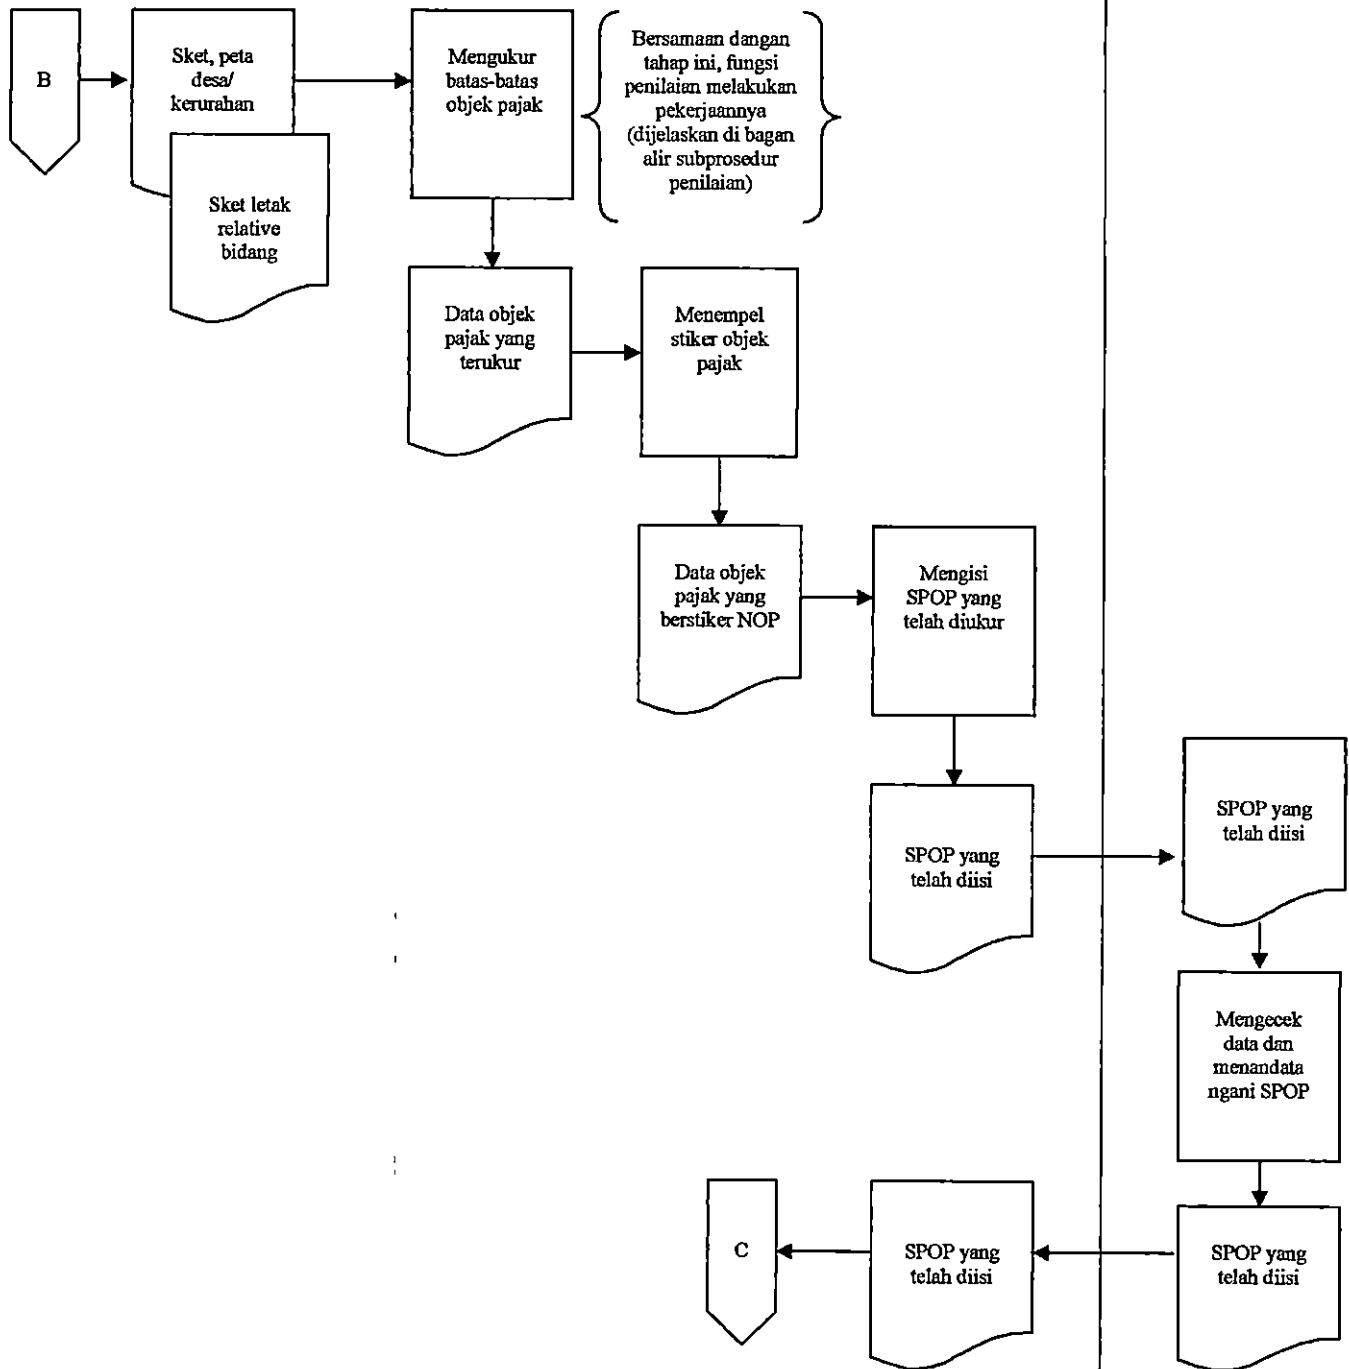 B
Sket, peta
desa/
kerurahan
Sket letak
relative
bidang
Mengukur
batas-batas
objek pajak
Bersamaan dangan
tahap ini, fungsi
penilaian melakukan
pekerjaannya
(dijelaskan di bagan
alir subprosedur
penilaian)
Data objek
pajak yang
terukur
Menempel
stiker objek
pajak
Data objek
pajak yang
berstiker NOP
Mengisi
SPOP yang
telah diukur
SPOP yang
telah diisi
SPOP yang
telah diisi
Mengecek
data dan
menandata
ngani SPOP
SPOP yang
telah diisi
SPOP yang
telah diisi
C